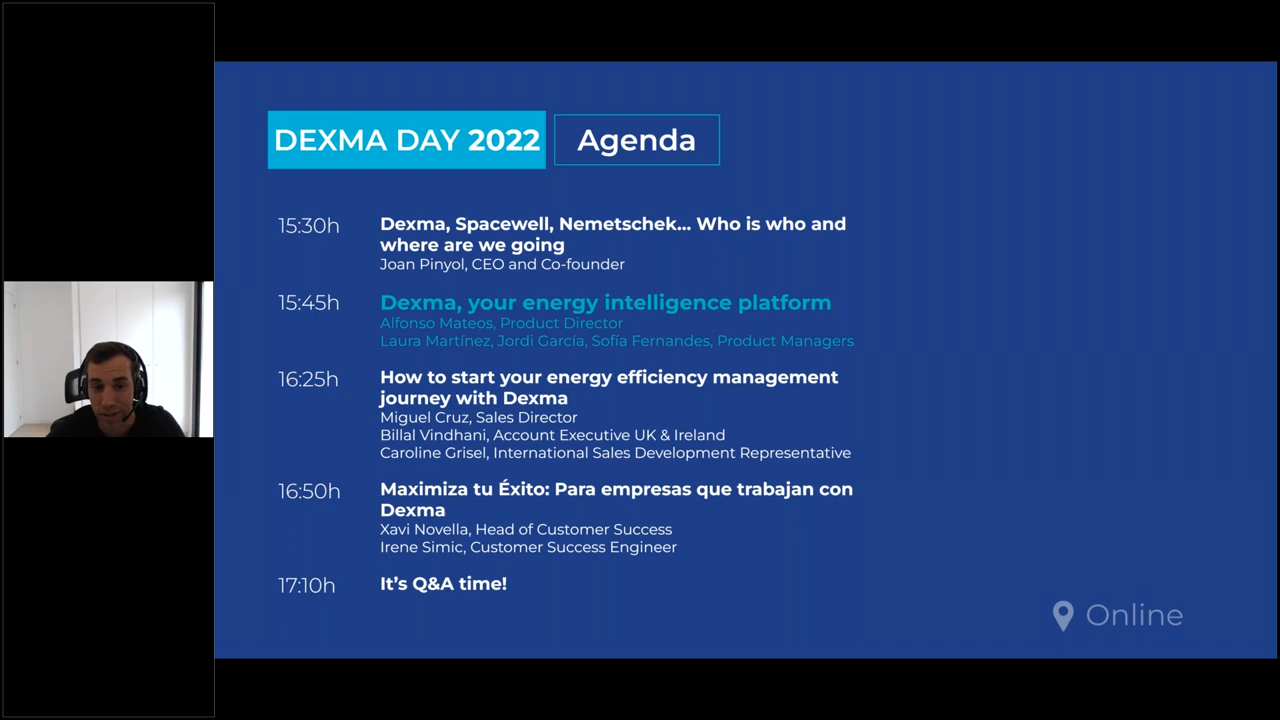 DEXMA DAY 2022
Agenda
15:30h
Dexma, Spacewell, Nemetschek... Who is who and
where are we going
Joan Pinyol, CEO and Co-founder
15:45h
Dexma, your energy intelligence platform
Alfonso Mateos, Product Director
Laura Martínez, Jordi García, Sofía Fernandes, Product Managers
16:25h
How to start your energy efficiency management
journey with Dexma
Miguel Cruz, Sales Director
Billal Vindhani, Account Executive UK & Ireland
Caroline Grisel, International Sales Development Representative
16:50h
Maximiza tu Éxito: Para empresas que trabajan con
Dexma
Xavi Novella, Head of Customer Success
Irene Simic, Customer Success Engineer
17:10h
It's Q&A time!
Online